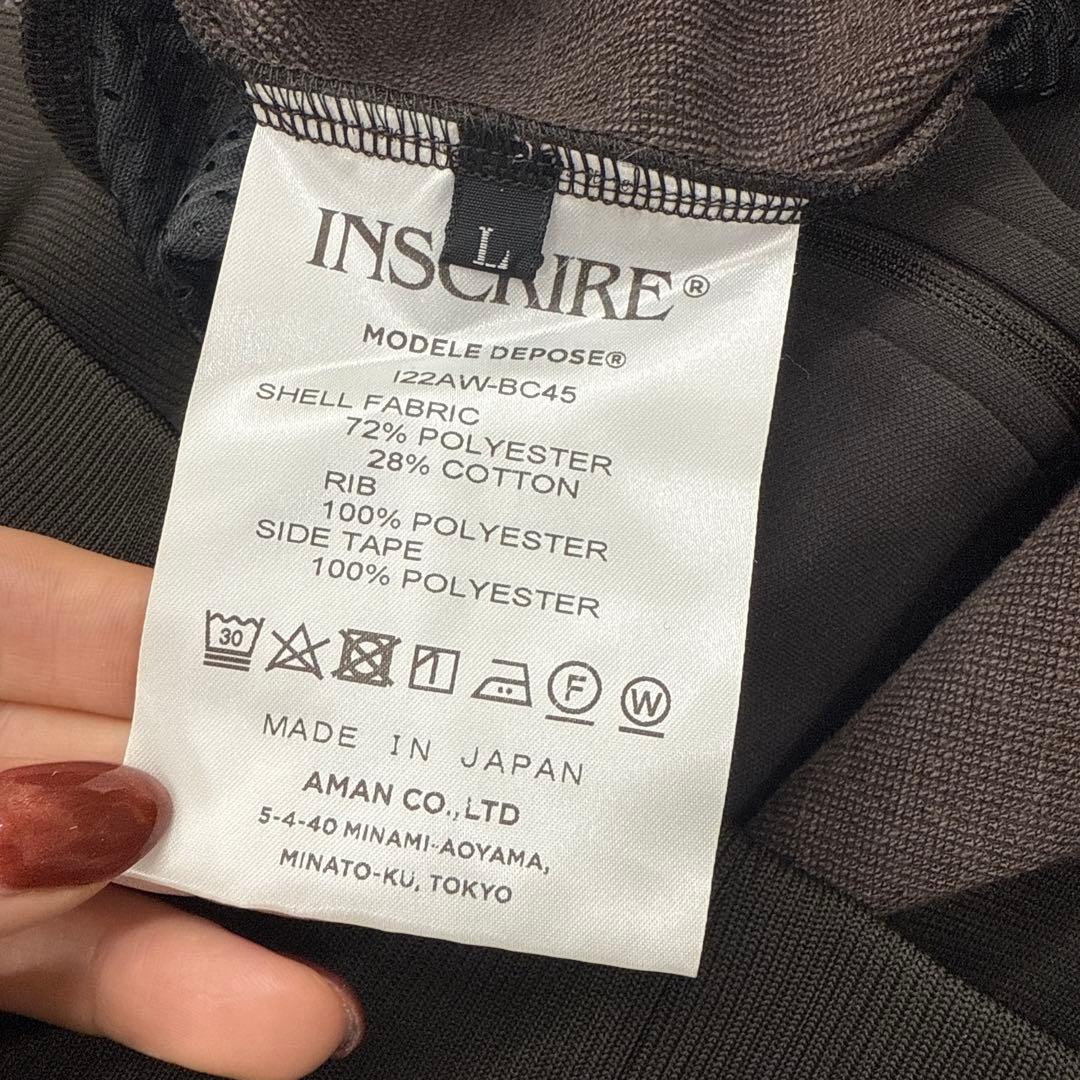 L
INSCRIRE®
MODELE DEPOSE®
I22AW-BC45
SHELL FABRIC
72% POLYESTER
28% COTTON
RIB
100% POLYESTER
SIDE TAPE
100% POLYESTER
30
F
W
MADE IN JAPAN
AMAN CO.,LTD
5-4-40 MINAMI-AOYAMA,
MINATO-KU, TOKYO